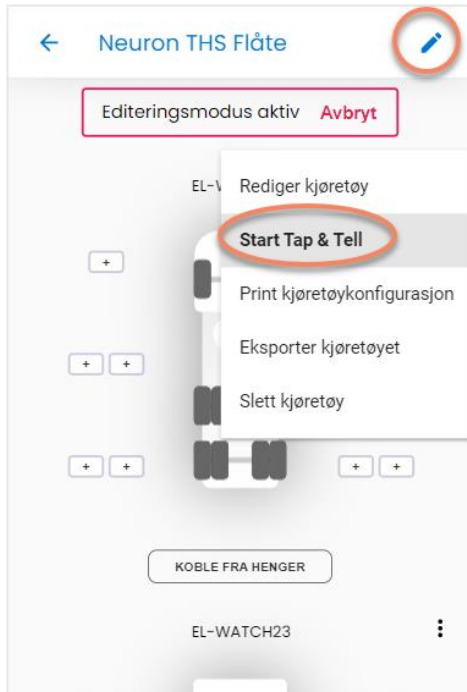 Neuron THS Flåte
Editeringsmodus aktiv Avbryt
EL-
Rediger kjøretøy
Start Tap & Tell
+
Print kjøretøykonfigurasjon
Eksporter kjøretøyet
+ +
Slett kjøretøy
+ + + +
KOBLE FRA HENGER
EL-WATCH23